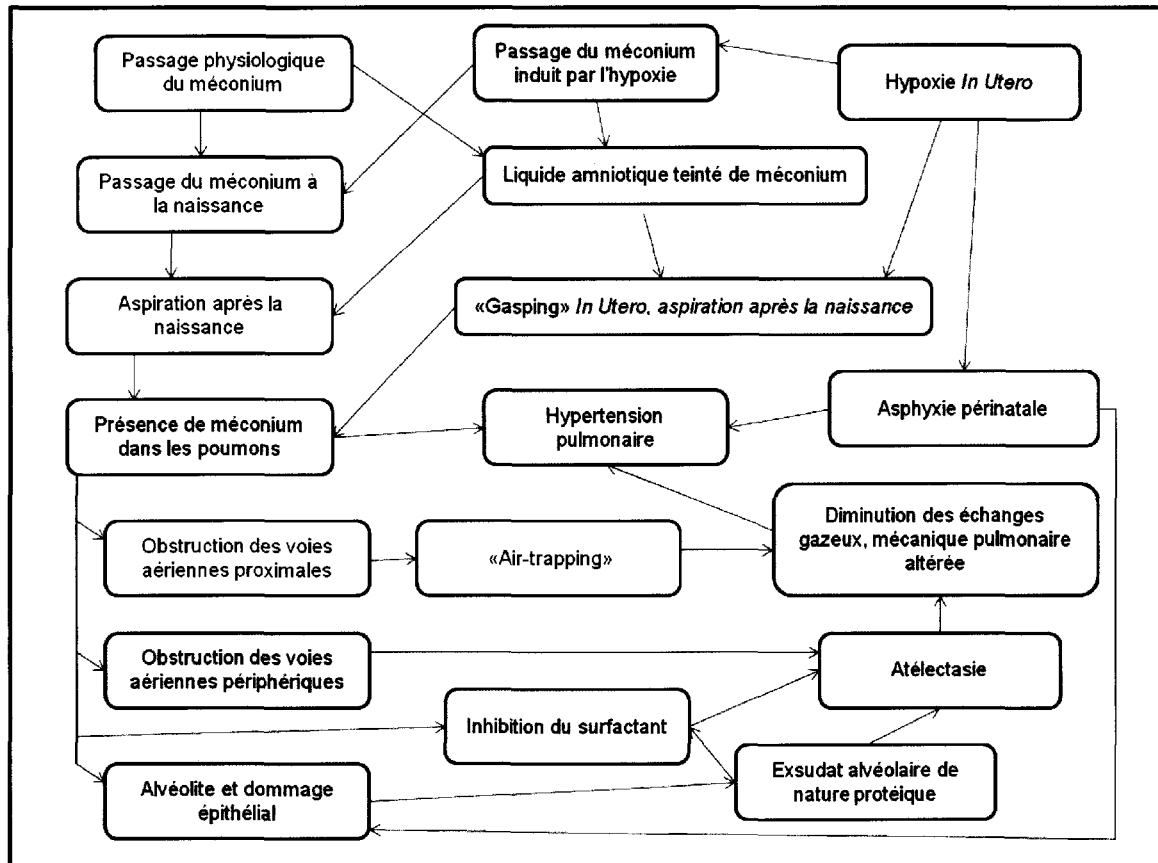 Passage physiologique
du méconium
Passage du méconium
induit par l'hypoxie
Hypoxie In Utero
Passage du méconium à
la naissance
Liquide amniotique teinté de méconium
Aspiration après la
naissance
«Gasping» In Utero, aspiration après la naissance
Présence de méconium
dans les poumons
Hypertension
pulmonaire
Asphyxie périnatale
Obstruction des voies
aériennes proximales
«Air-trapping»
Diminution des échanges
gazeux, mécanique pulmonaire
altérée
Obstruction des voies
aériennes périphériques
Atélectasie
Inhibition du surfactant
Alvéolite et dommage
épithélial
Exsudat alvéolaire de
nature protéique